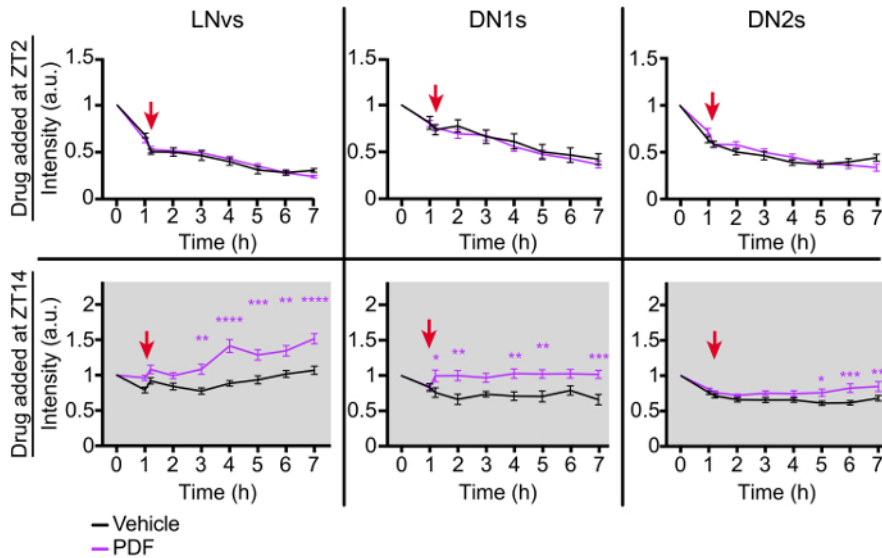 LNvs DN1s DN2s
Drug added at ZT2
Intensity (a.u.)
1.5 1.5 1.5
1 1 1
0.5 0.5 0.5
0 0 0
0 1 2 3 4 5 6 7 0 1 2 3 4 5 6 7 0 1 2 3 4 5 6 7
Time (h) Time (h) Time (h)
Drug added at ZT14
Intensity (a.u.)
2 2 2
1.5 1.5 1.5
1 1 1
0.5 0.5 0.5
0 0 0
** **** *** ** **** * ** ** ** *** * *** **
0 1 2 3 4 5 6 7 0 1 2 3 4 5 6 7 0 1 2 3 4 5 6 7
Time (h) Time (h) Time (h)
Vehicle
PDF